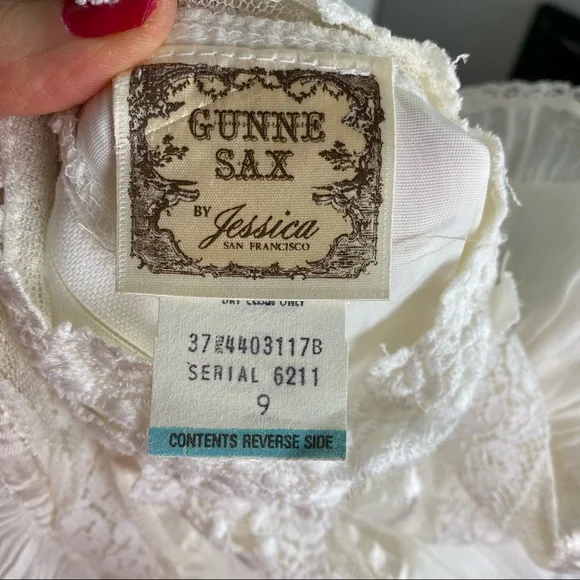 GUNNE
SAX
BY Jessica
SAN FRANCISCO
DRY CLEAN ONLY
37 4403117B
SERIAL 6211
9
CONTENTS REVERSE SIDE